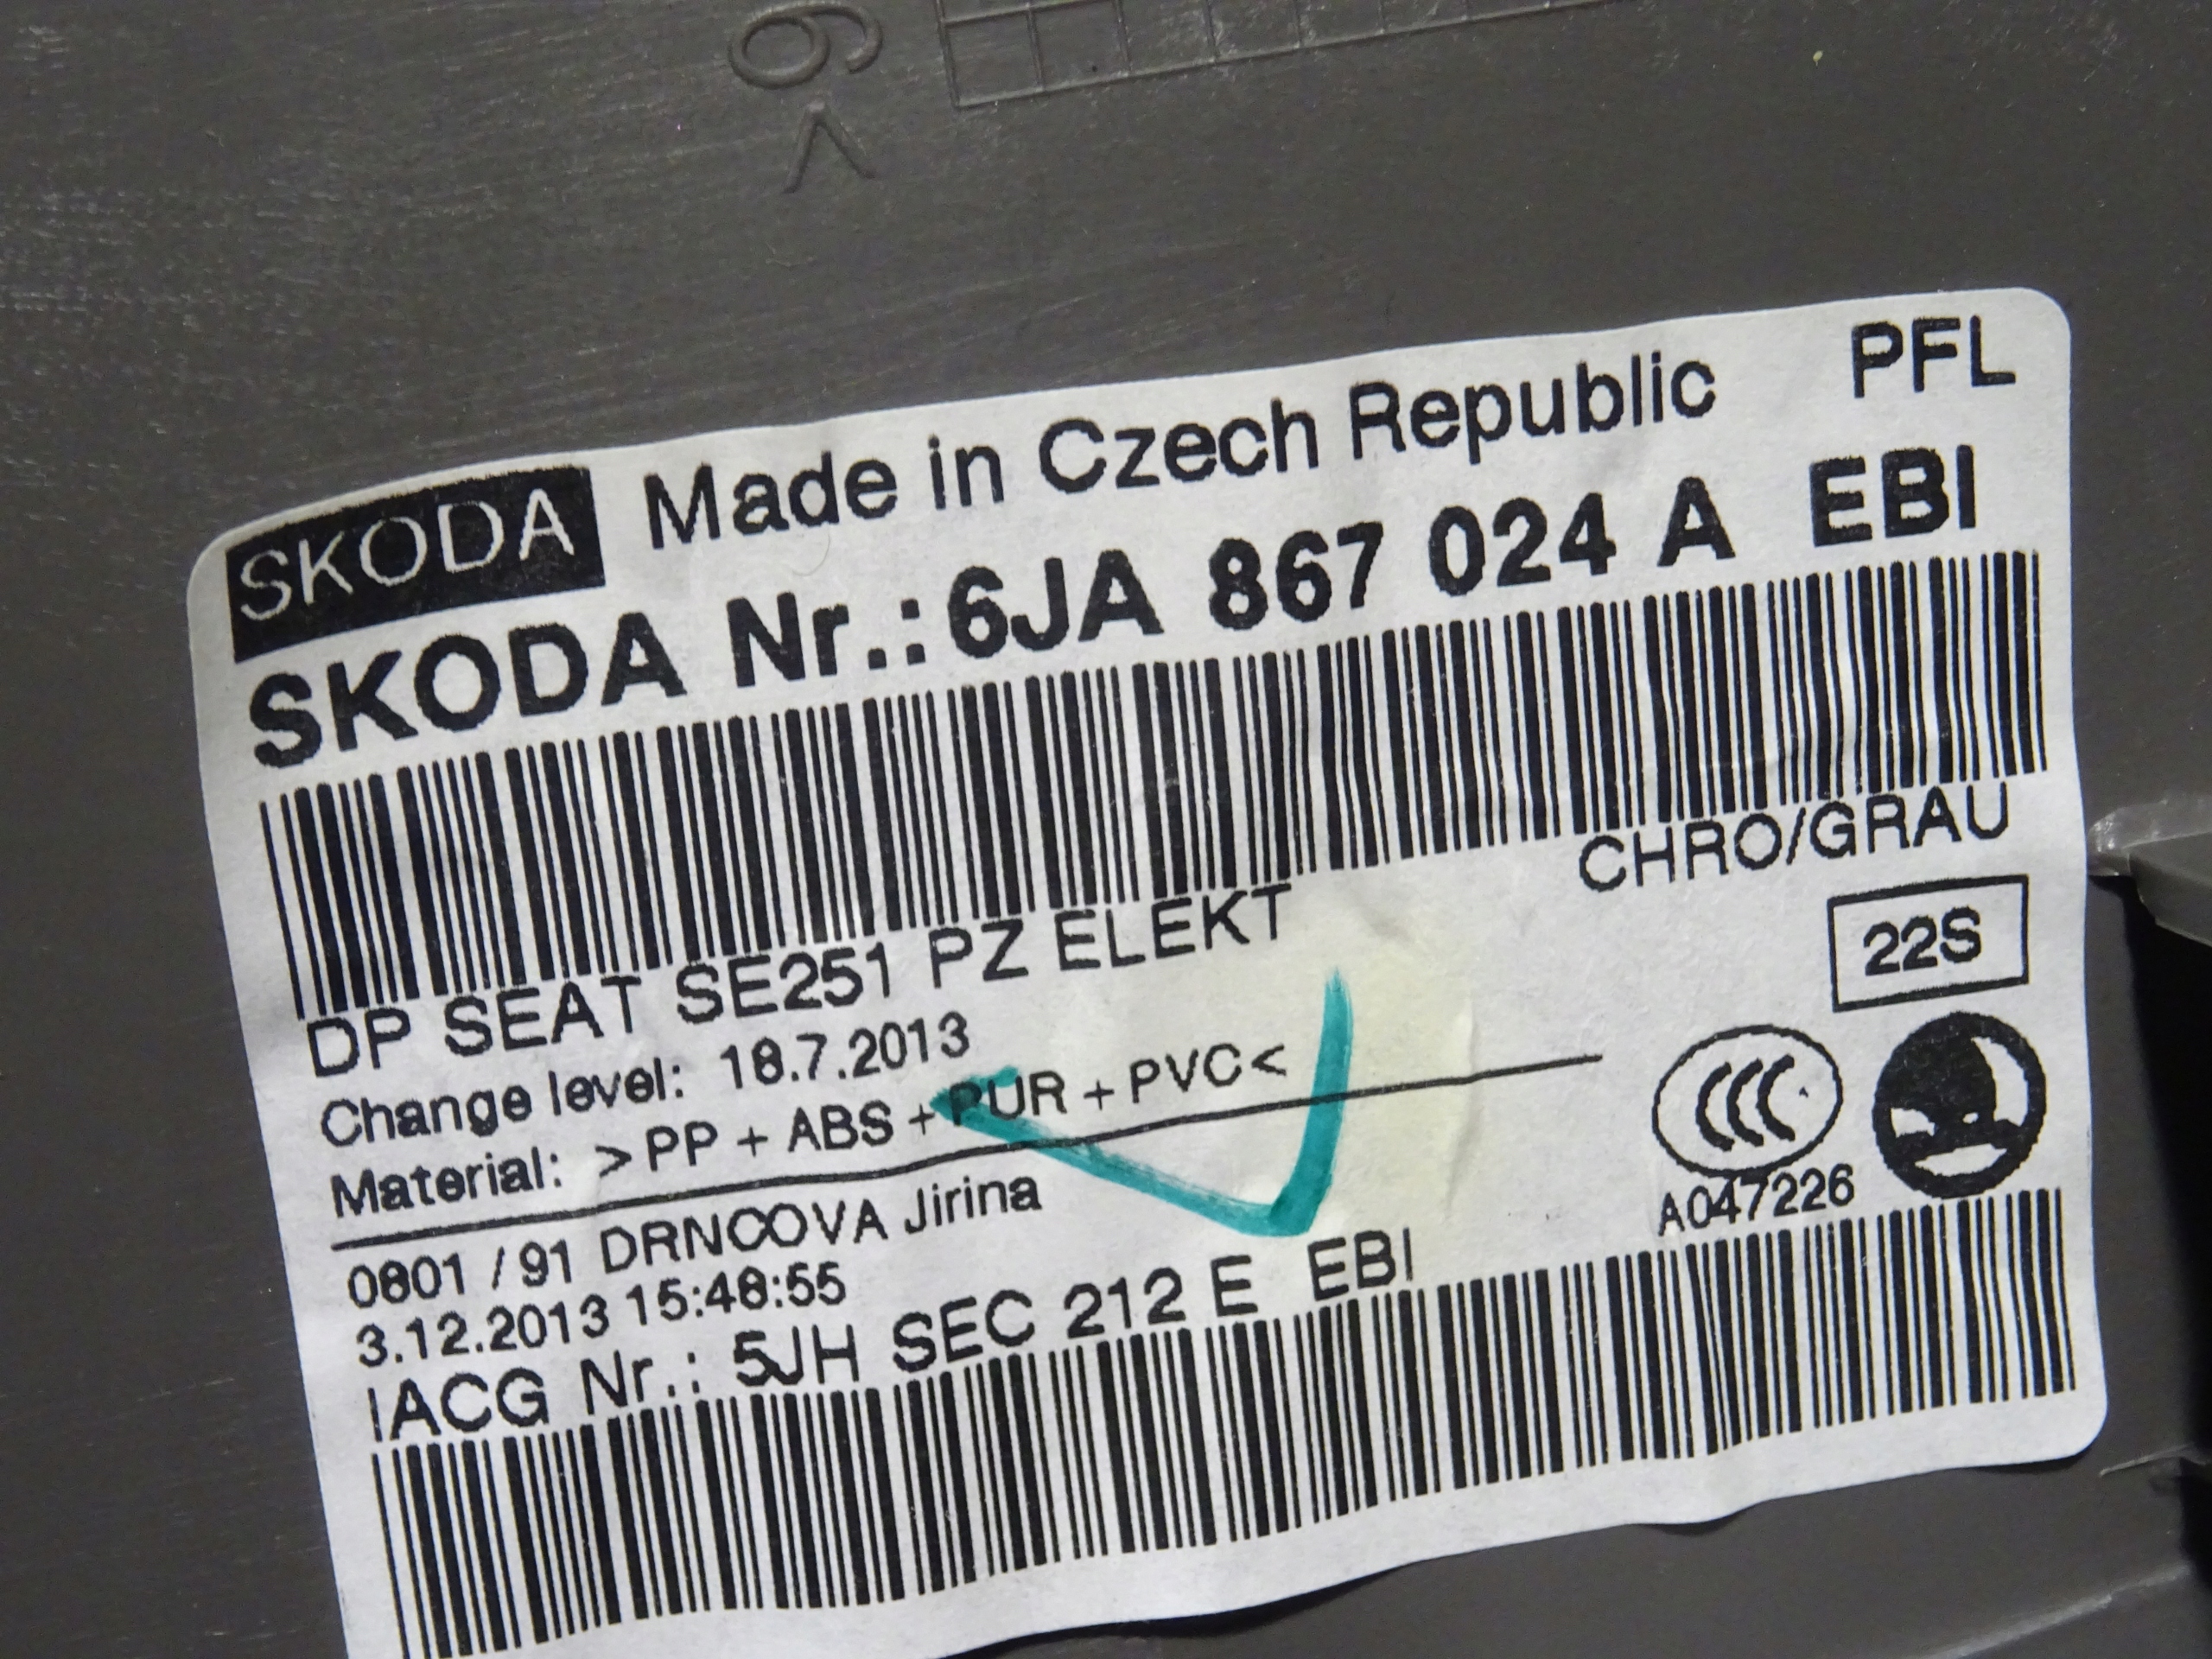 6
SKODA Made in Czech Republic PFL
SKODA Nr.: 6JA 867 024 A EBI
CHRO/GRAU
DP SEAT SE251 PZ ELEKT
22S
Change level: 18.7.2013
Material: >PP + ABS + PUR + PVC<
CCC
A047226
0801 / 91 DRNCOVA Jirina
3.12.2013 15:48:55
IACG Nr.: 5JH SEC 212 E EBI